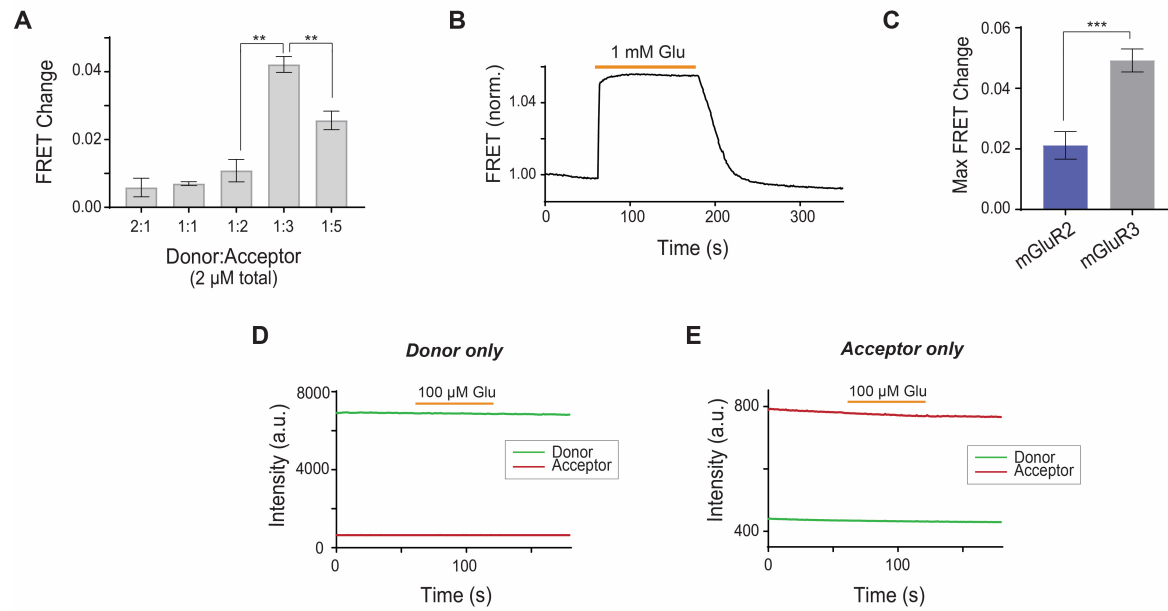 A
FRET Change
0.04
0.02
0.00
**
**
2:1
1:1
1:2
1:3
1:5
Donor:Acceptor
(2 µM total)
B
1 mM Glu
FRET (norm.)
1.04
1.00
0
100
200
300
Time (s)
C
Max FRET Change
0.06
0.04
0.02
0.00
***
mGluR2
mGluR3
D
Donor only
100 µM Glu
Intensity (a.u.)
8000
4000
0
Donor
Acceptor
0
100
Time (s)
E
Acceptor only
100 µM Glu
Intensity (a.u.)
800
400
Donor
Acceptor
0
100
Time (s)